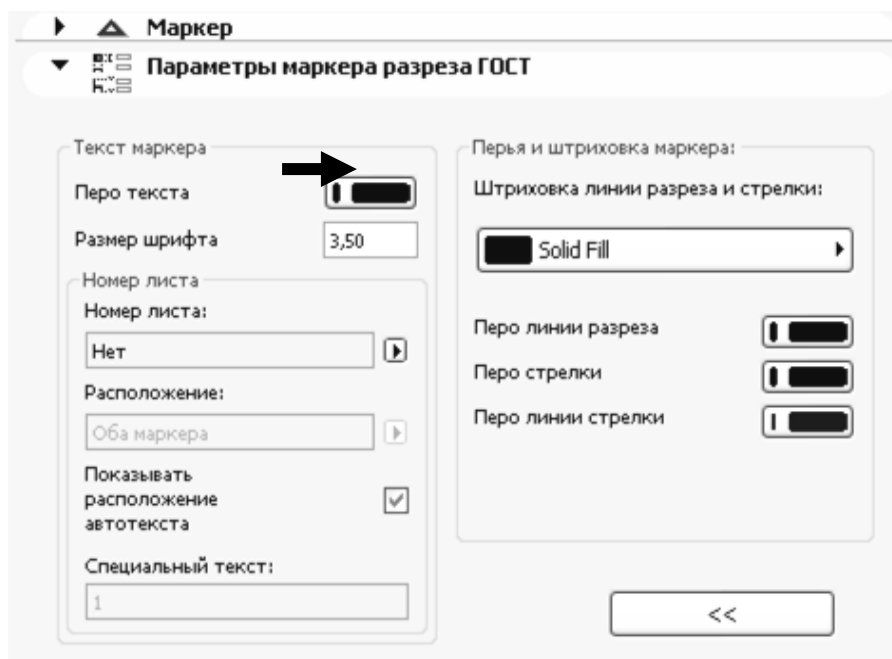 Маркер
Параметры маркера разреза ГОСТ
Текст маркера
Перо текста
Размер шрифта
3,50
Номер листа
Номер листа:
Нет
Расположение:
Оба маркера
Показывать
расположение
автотекста
Специальный текст:
1
Перья и штриховка маркера:
Штриховка линии разреза и стрелки:
Solid Fill
Перо линии разреза
Перо стрелки
Перо линии стрелки
<<